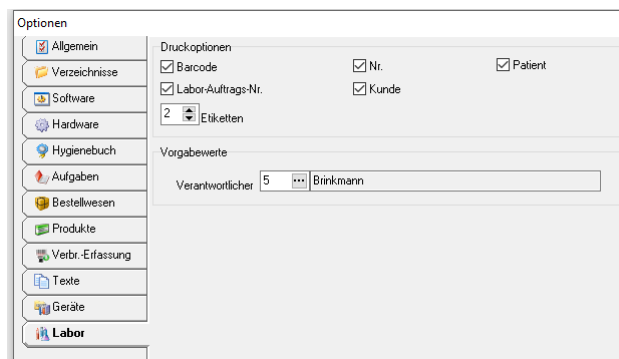 Optionen
Allgemein
Verzeichnisse
Software
Hardware
Hygienebuch
Aufgaben
Bestellwesen
Produkte
Verbr.-Erfassung
Texte
Geräte
Labor
Druckoptionen
Barcode Nr. Patient
Labor-Auftrags-Nr. Kunde
2 Etiketten
Vorgabewerte
Verantwortlicher 5 ... Brinkmann